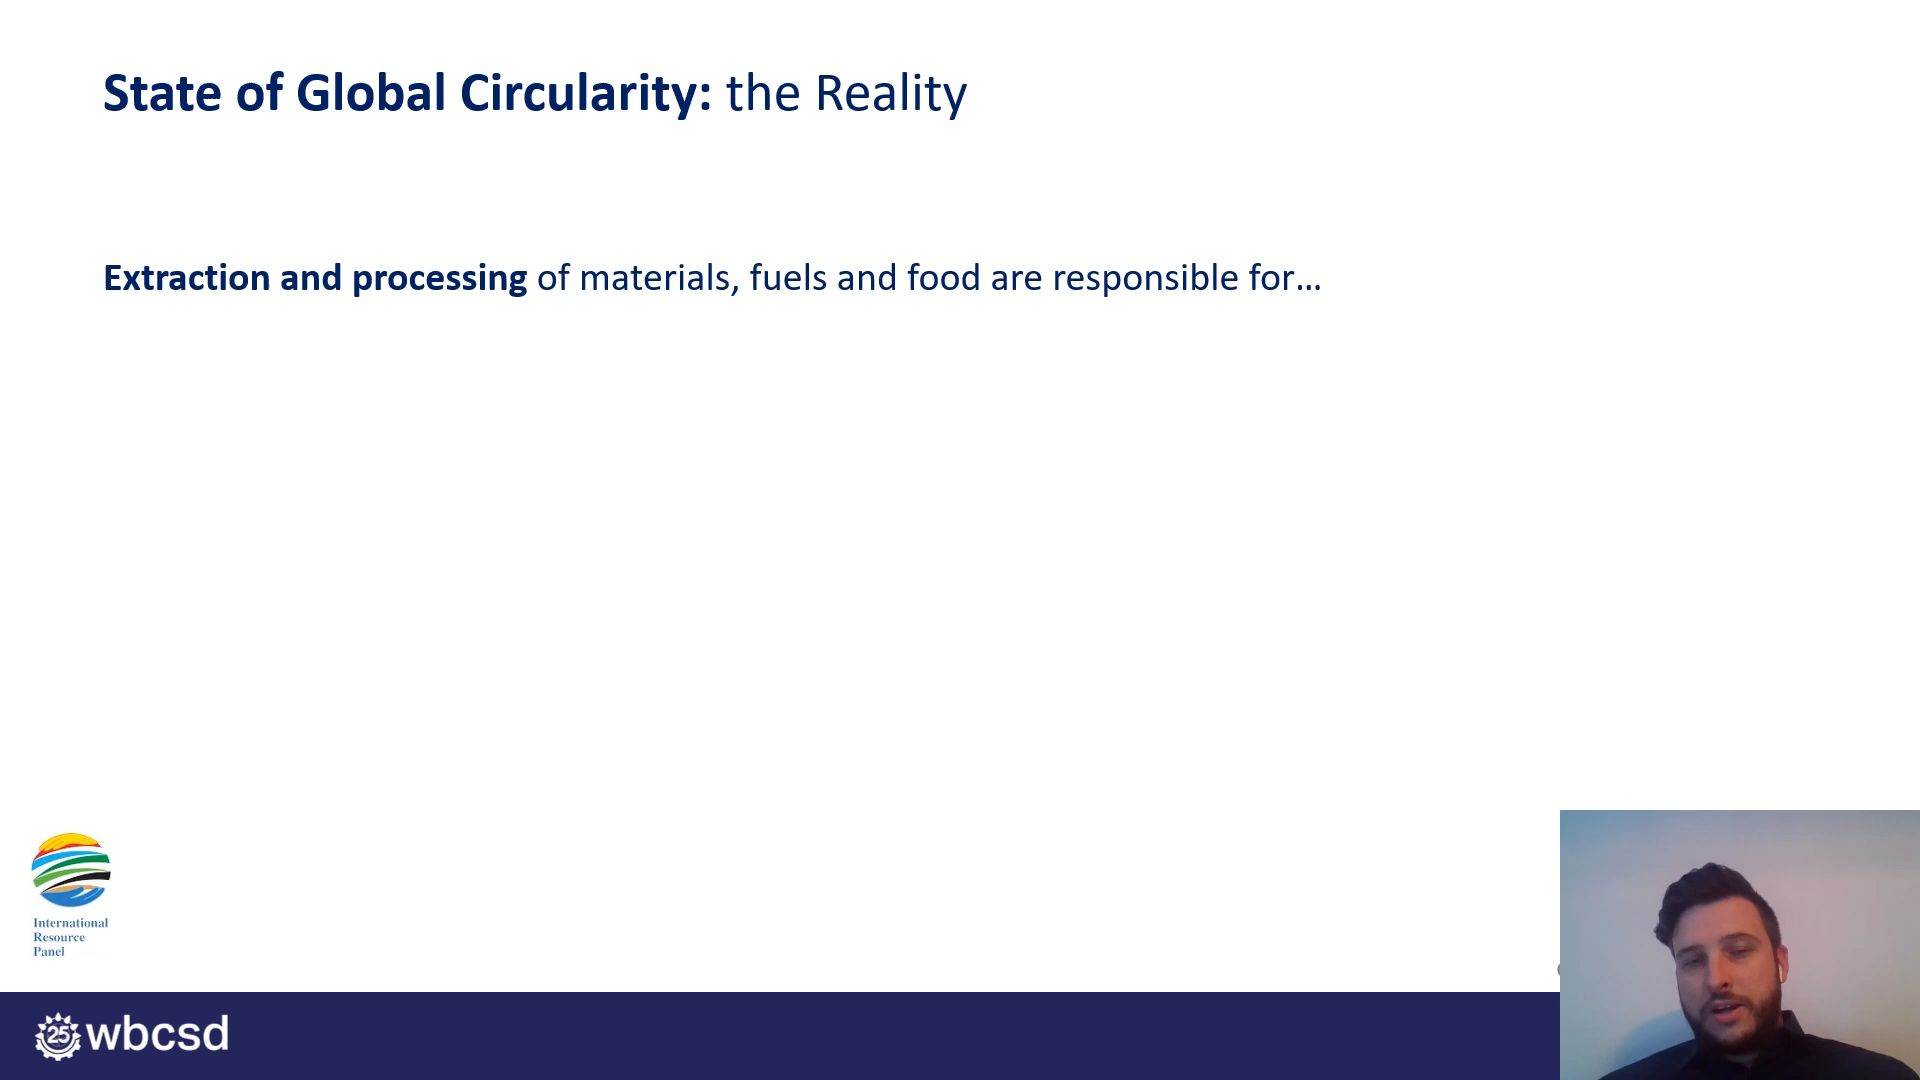 State of Global Circularity: the Reality
Extraction and processing of materials, fuels and food are responsible for…
International
Resource
Panel
25 wbcsd